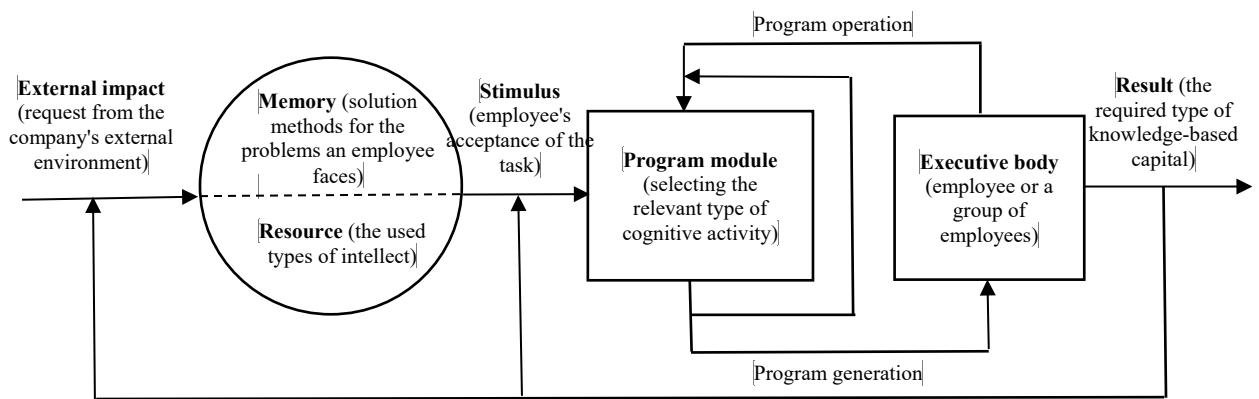 Program operation
External impact
(request from the
company's external
environment)
Memory (solution
methods for the
problems an employee
faces)
Resource (the used
types of intellect)
Stimulus
(employee's
acceptance of the
task)
Program module
(selecting the
relevant type of
cognitive activity)
Executive body
(employee or a
group of
employees)
Result (the
required type of
knowledge-based
capital)
Program generation